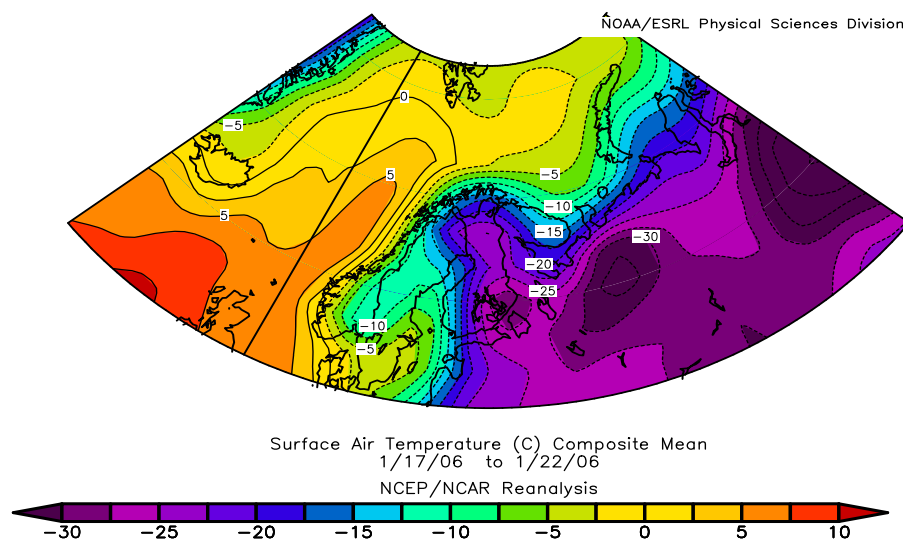 NOAA/ESRL Physical Sciences Division
0
-5
5
-5
5
-10
-15
-30
-20
-25
-10
-5
Surface Air Temperature (C) Composite Mean
1/17/06 to 1/22/06
NCEP/NCAR Reanalysis
-30 -25 -20 -15 -10 -5 0 5 10